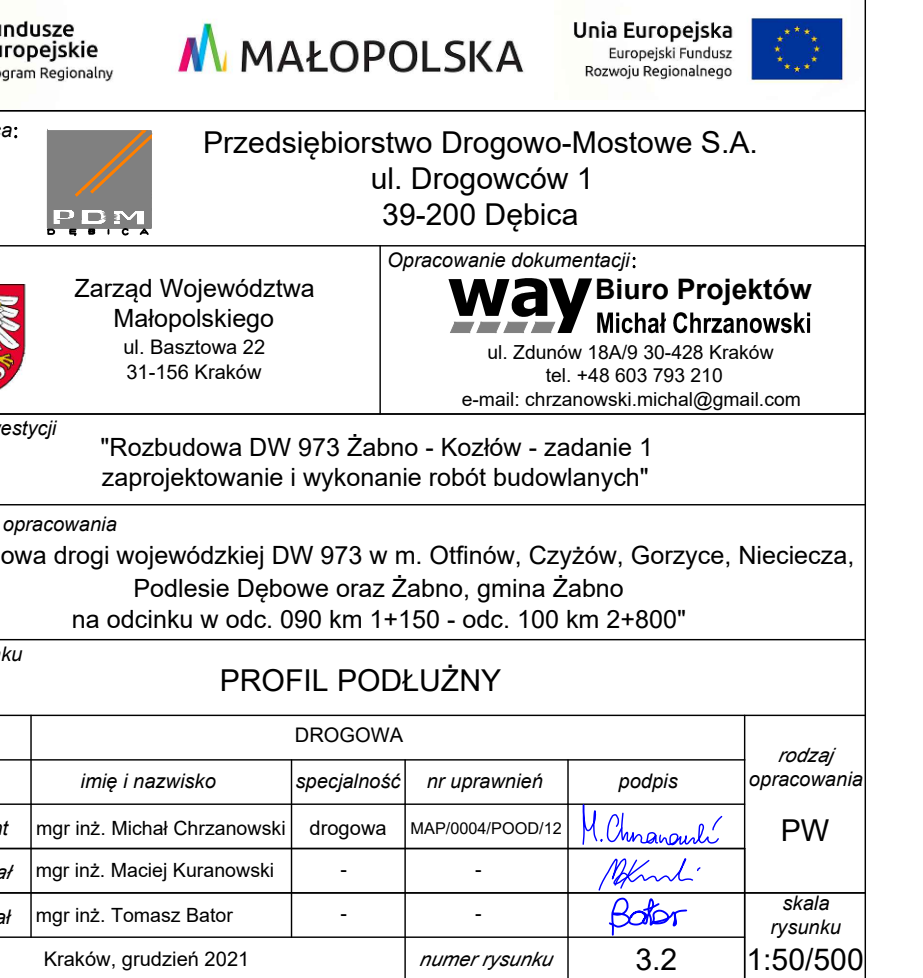 ndusze
uropejskie
gram Regionalny
MAŁOPOLSKA
Unia Europejska
Europejski Fundusz
Rozwoju Regionalnego
a:
PDM
DĘBICA
Przedsiębiorstwo Drogowo-Mostowe S.A.
ul. Drogowców 1
39-200 Dębica
Zarząd Województwa
Małopolskiego
ul. Basztowa 22
31-156 Kraków
Opracowanie dokumentacji:
way Biuro Projektów
Michał Chrzanowski
ul. Zdunów 18A/9 30-428 Kraków
tel. +48 603 793 210
e-mail: chrzanowski.michal@gmail.com
estycji
"Rozbudowa DW 973 Żabno - Kozłów - zadanie 1
zaprojektowanie i wykonanie robót budowlanych"
opracowania
owa drogi wojewódzkiej DW 973 w m. Otfinów, Czyżów, Gorzyce, Nieciecza,
Podlesie Dębowe oraz Żabno, gmina Żabno
na odcinku w odc. 090 km 1+150 - odc. 100 km 2+800"
ku
PROFIL PODŁUŻNY
DROGOWA
rodzaj
opracowania
imię i nazwisko specjalność nr uprawnień podpis
nt mgr inż. Michał Chrzanowski drogowa MAP/0004/POOD/12 M. Chrzanowski
PW
ał mgr inż. Maciej Kuranowski - -
ał mgr inż. Tomasz Bator - - Bator
skala
rysunku
Kraków, grudzień 2021 numer rysunku 3.2 1:50/500